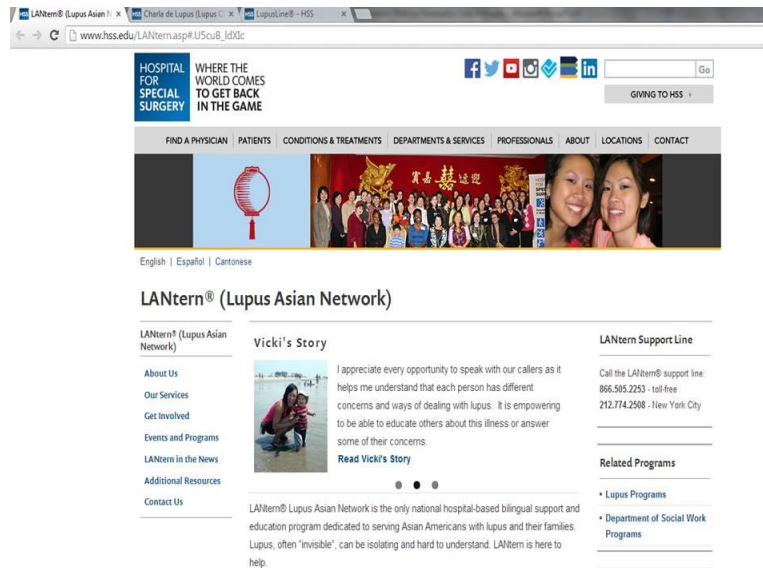 LANtern® (Lupus Asian N
Charla de Lupus (Lupus C
LupusLine® - HSS
www.hss.edu/LANtern.asp#.U5cuB_ldXIc
HOSPITAL
FOR
SPECIAL
SURGERY
WHERE THE
WORLD COMES
TO GET BACK
IN THE GAME
Go
GIVING TO HSS ›
FIND A PHYSICIAN
PATIENTS
CONDITIONS & TREATMENTS
DEPARTMENTS & SERVICES
PROFESSIONALS
ABOUT
LOCATIONS
CONTACT
English | Español | Cantonese
LANtern® (Lupus Asian Network)
LANtern® (Lupus Asian
Network)
About Us
Our Services
Get Involved
Events and Programs
LANtern in the News
Additional Resources
Contact Us
Vicki's Story
I appreciate every opportunity to speak with our callers as it
helps me understand that each person has different
concerns and ways of dealing with lupus. It is empowering
to be able to educate others about this illness or answer
some of their concerns.
Read Vicki's Story
LANtern® Lupus Asian Network is the only national hospital-based bilingual support and
education program dedicated to serving Asian Americans with lupus and their families.
Lupus, often "invisible", can be isolating and hard to understand. LANtern is here to
help.
LANtern Support Line
Call the LANtern® support line:
866.505.2253 - toll-free
212.774.2508 - New York City
Related Programs
Lupus Programs
Department of Social Work
Programs